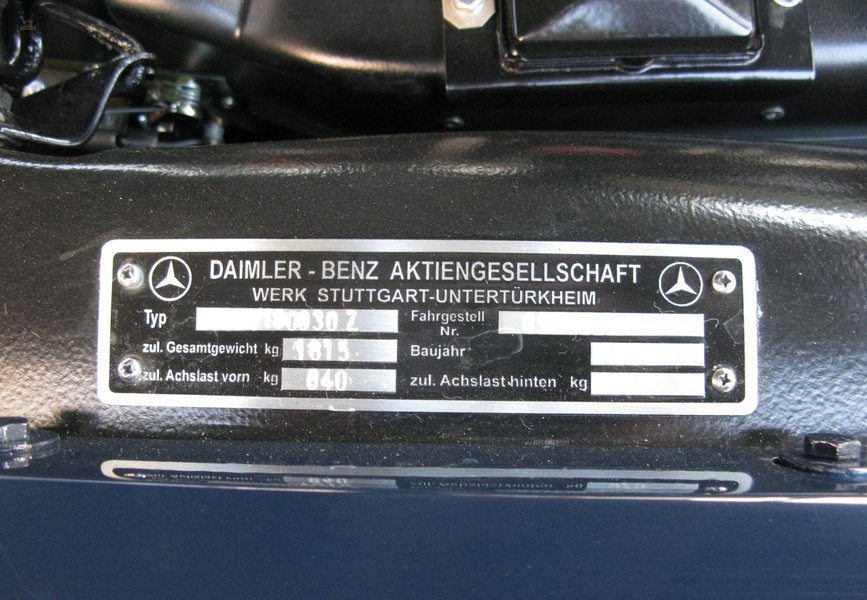 DAIMLER - BENZ AKTIENGESELLSCHAFT
WERK STUTTGART-UNTERTÜRKHEIM
Typ
Fahrgestell Nr.
zul. Gesamtgewicht kg 1815 Baujahr
zul. Achslast vorn kg 840 zul. Achslast hinten kg